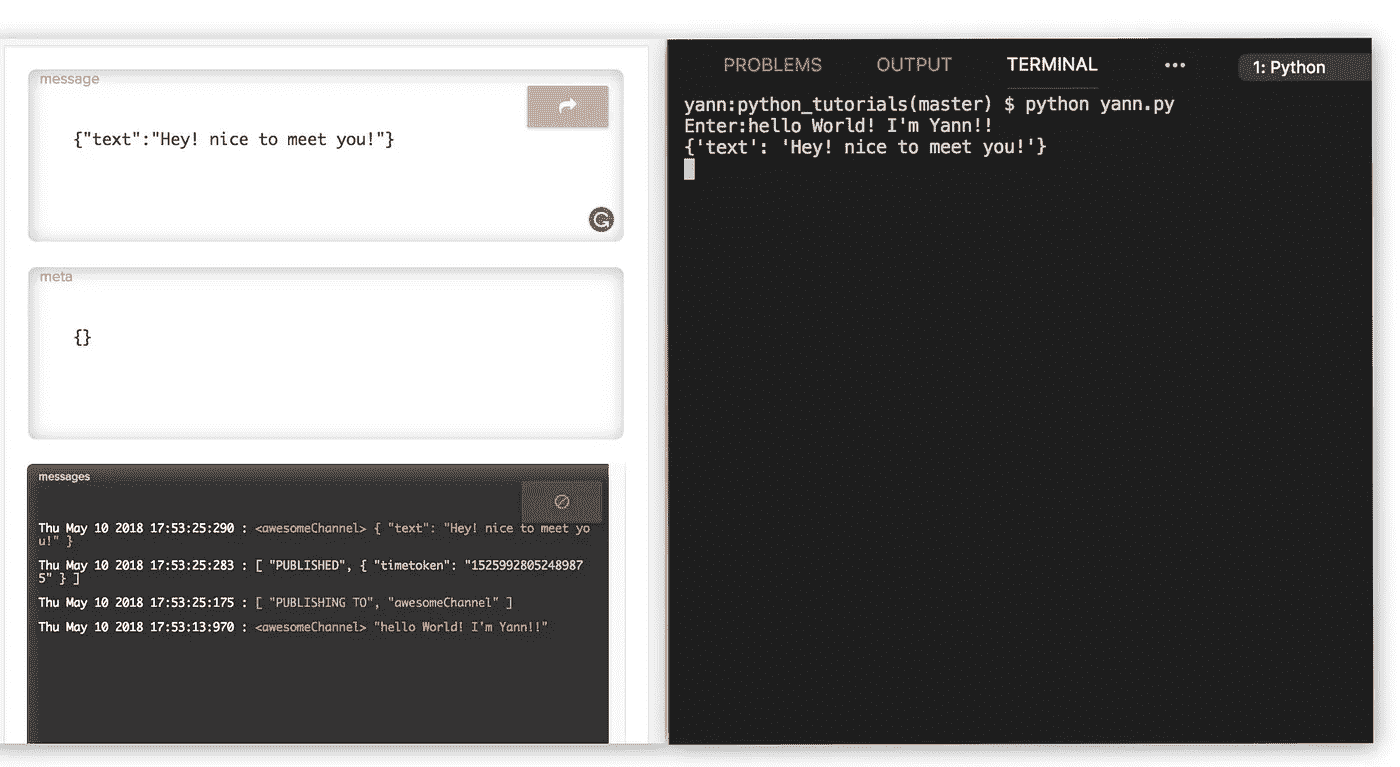 message
{"text":"Hey! nice to meet you!"}
meta
{}
messages
Thu May 10 2018 17:53:25:290 : <awesomeChannel> { "text": "Hey! nice to meet yo
u!" }
Thu May 10 2018 17:53:25:283 : [ "PUBLISHED", { "timetoken": "1525992805248987
5" } ]
Thu May 10 2018 17:53:25:175 : [ "PUBLISHING TO", "awesomeChannel" ]
Thu May 10 2018 17:53:13:970 : <awesomeChannel> "hello World! I'm Yann!!"
PROBLEMS OUTPUT TERMINAL ••• 1: Python
yann:python_tutorials(master) $ python yann.py
Enter:hello World! I'm Yann!!
{'text': 'Hey! nice to meet you!'}